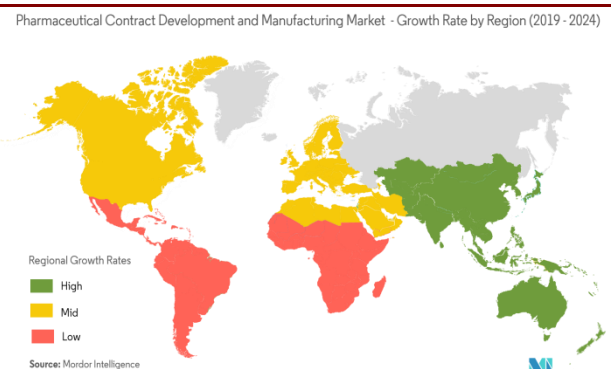 Pharmaceutical Contract Development and Manufacturing Market - Growth Rate by Region (2019 - 2024)
Regional Growth Rates
High
Mid
Low
Source: Mordor Intelligence